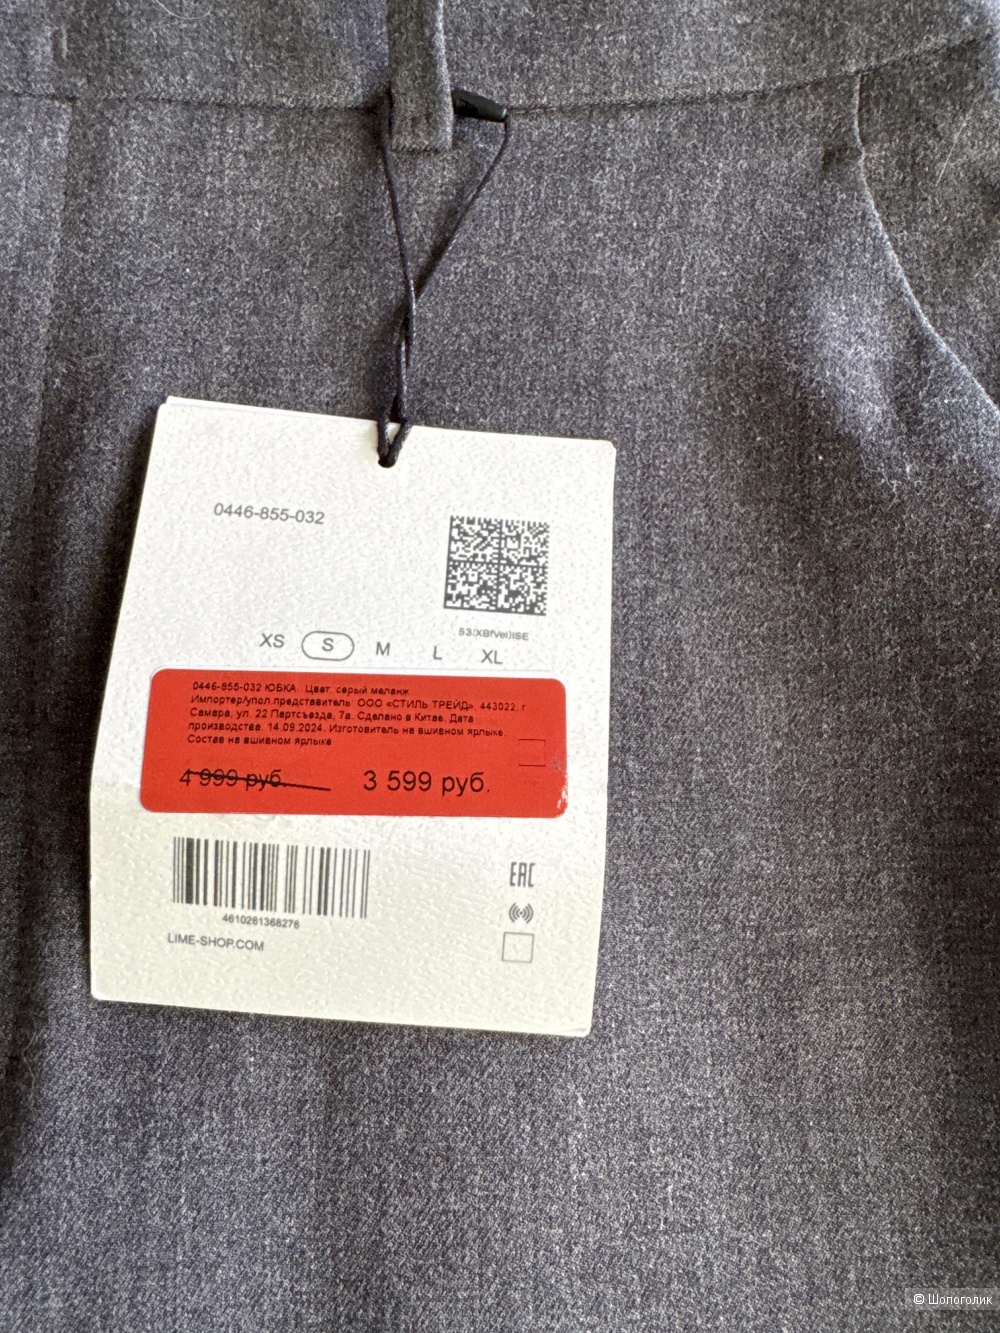 0446-855-032
53/XBfVel)ISE
XS S M L XL
0446-855-032 ЮБКА. Цвет: серый меланж
Импортер/упол.представитель: ООО «СТИЛЬ ТРЕЙД». 443022, г
Самара, ул. 22 Партсъезда, 7а. Сделано в Китае. Дата
производства: 14.09.2024. Изготовитель на вшивном ярлыке.
Состав на вшивном ярлыке
4 999 руб. 3 599 руб.
4610281368278
LIME-SHOP.COM
EAC
© Шопоголик